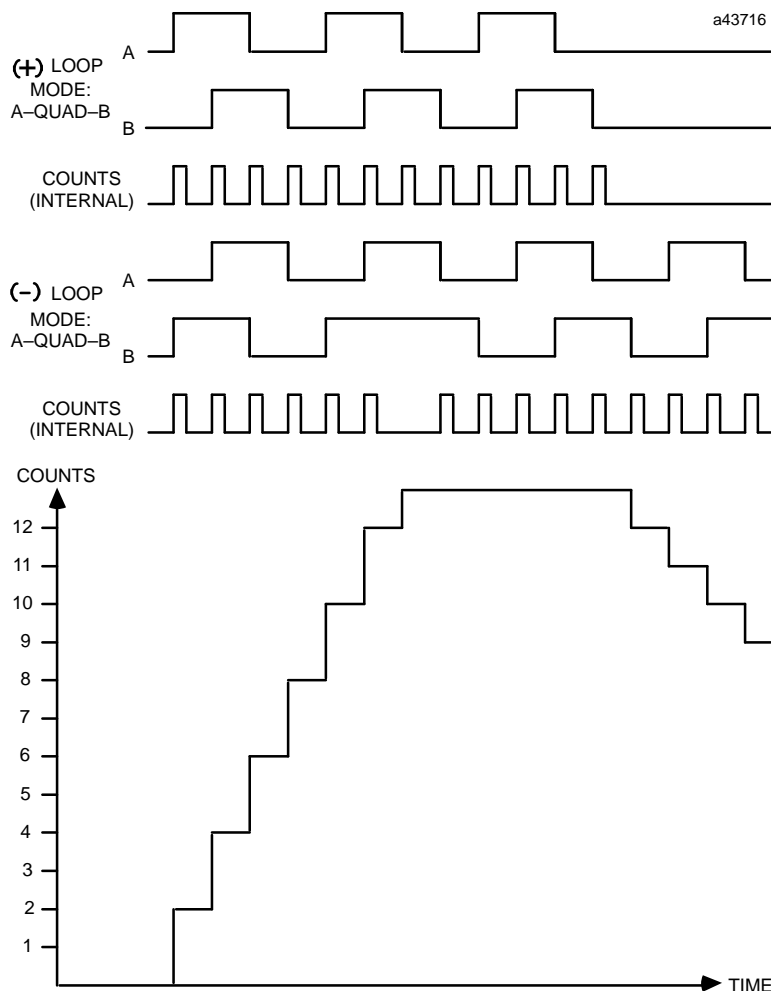 a43716
A
(+) LOOP
MODE:
A–QUAD–B
B
COUNTS
(INTERNAL)
A
(–) LOOP
MODE:
A–QUAD–B
B
COUNTS
(INTERNAL)
COUNTS
12
11
10
9
8
7
6
5
4
3
2
1
TIME